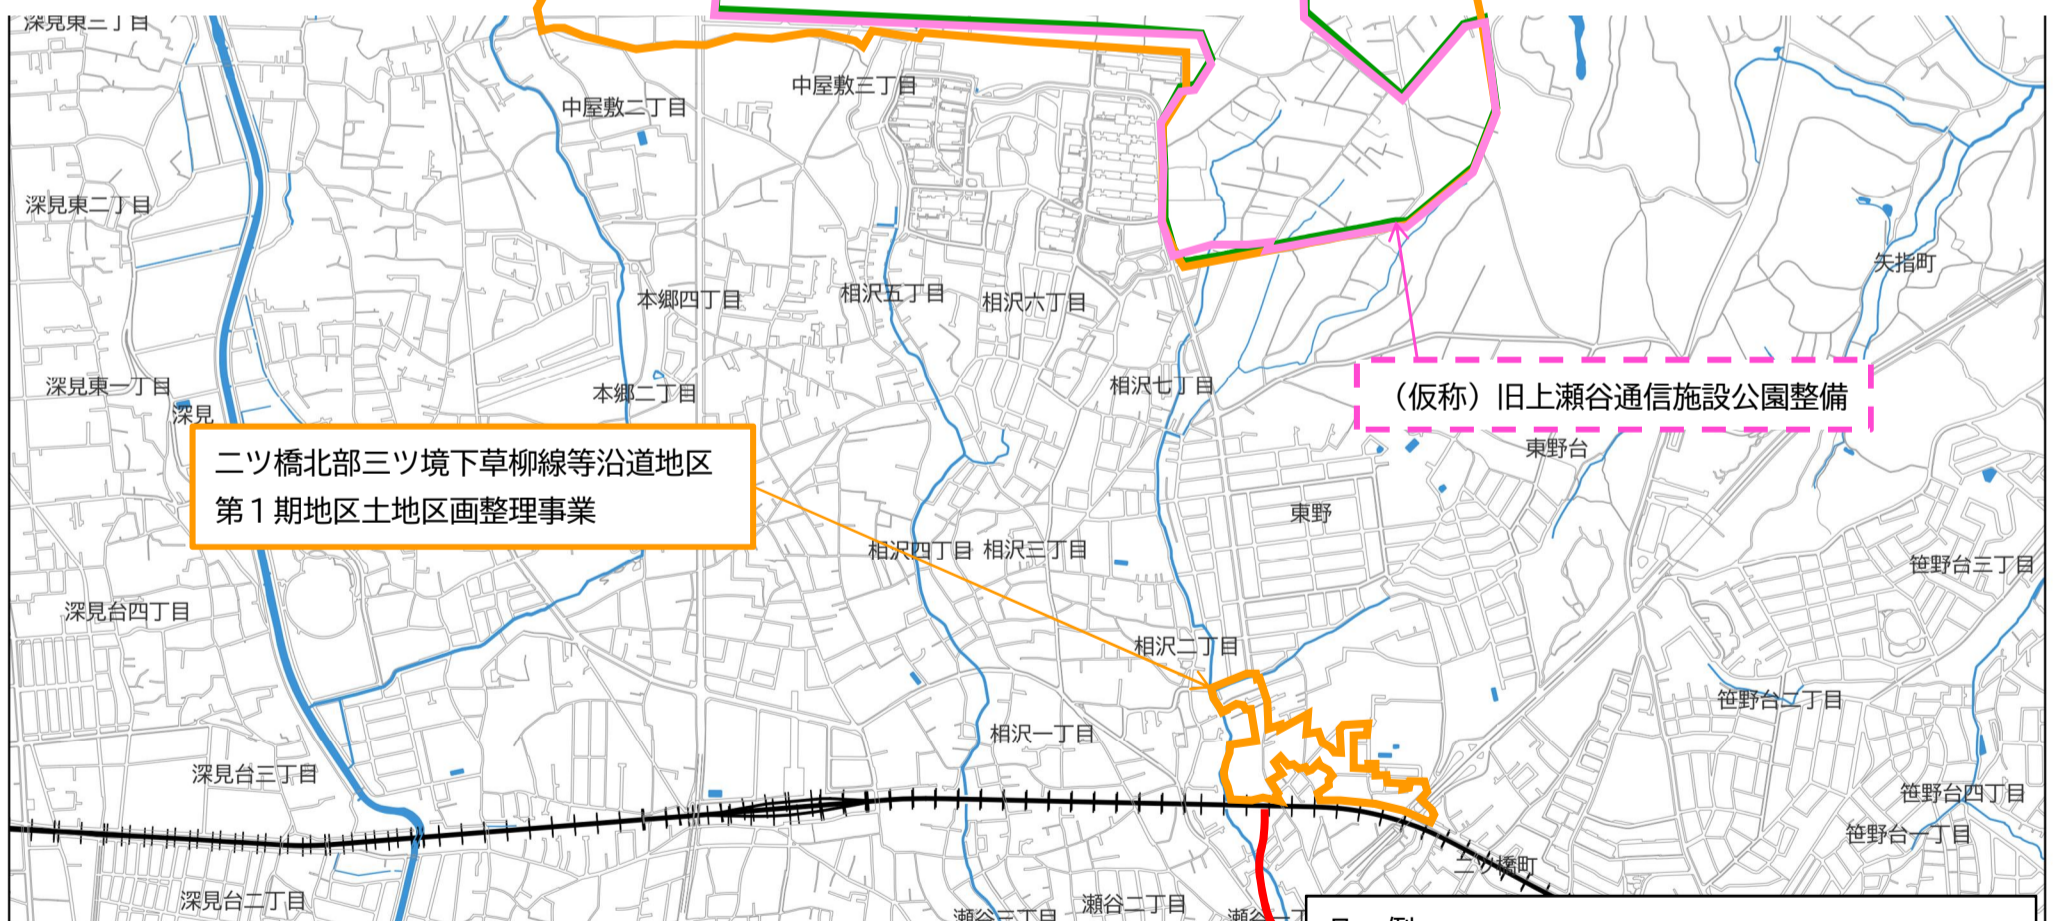 深見東三丁目
中屋敷三丁目
中屋敷二丁目
深見東二丁目
矢指町
相沢五丁目
本郷四丁目
相沢六丁目
深見東一丁目
相沢七丁目
本郷二丁目
（仮称）旧上瀬谷通信施設公園整備
深見
東野台
二ツ橋北部三ツ境下草柳線等沿道地区
第１期地区土地区画整理事業
東野
相沢四丁目
相沢三丁目
笹野台三丁目
深見台四丁目
相沢二丁目
笹野台二丁目
相沢一丁目
深見台三丁目
笹野台四丁目
笹野台一丁目
二ツ橋町
深見台二丁目
瀬谷二丁目
瀬谷三丁目